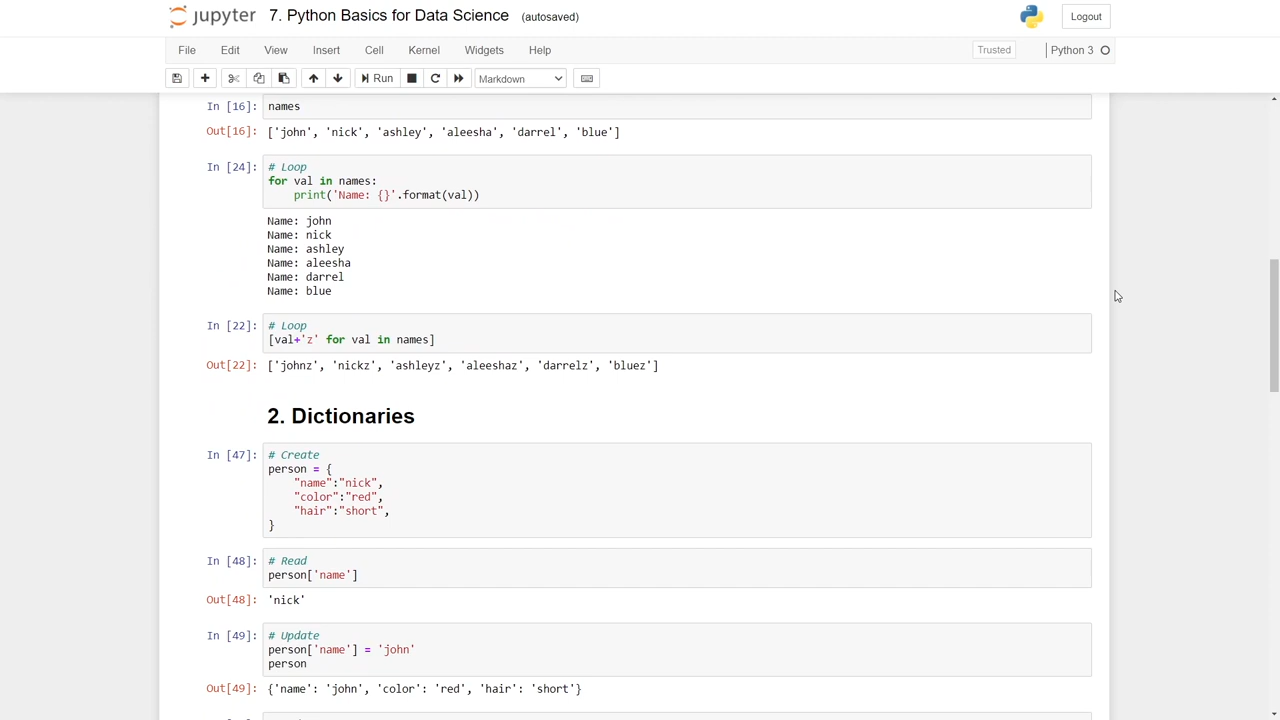 jupyter 7. Python Basics for Data Science (autosaved) Logout
File Edit View Insert Cell Kernel Widgets Help Trusted Python 3
Run Markdown
In [16]: names
Out[16]: ['john', 'nick', 'ashley', 'aleesha', 'darrel', 'blue']
In [24]: # Loop
for val in names:
    print('Name: {}'.format(val))
Name: john
Name: nick
Name: ashley
Name: aleesha
Name: darrel
Name: blue
In [22]: # Loop
[val+'z' for val in names]
Out[22]: ['johnz', 'nickz', 'ashleyz', 'aleeshaz', 'darrelz', 'bluez']
2. Dictionaries
In [47]: # Create
person = {
    "name":"nick",
    "color":"red",
    "hair":"short",
}
In [48]: # Read
person['name']
Out[48]: 'nick'
In [49]: # Update
person['name'] = 'john'
person
Out[49]: {'name': 'john', 'color': 'red', 'hair': 'short'}